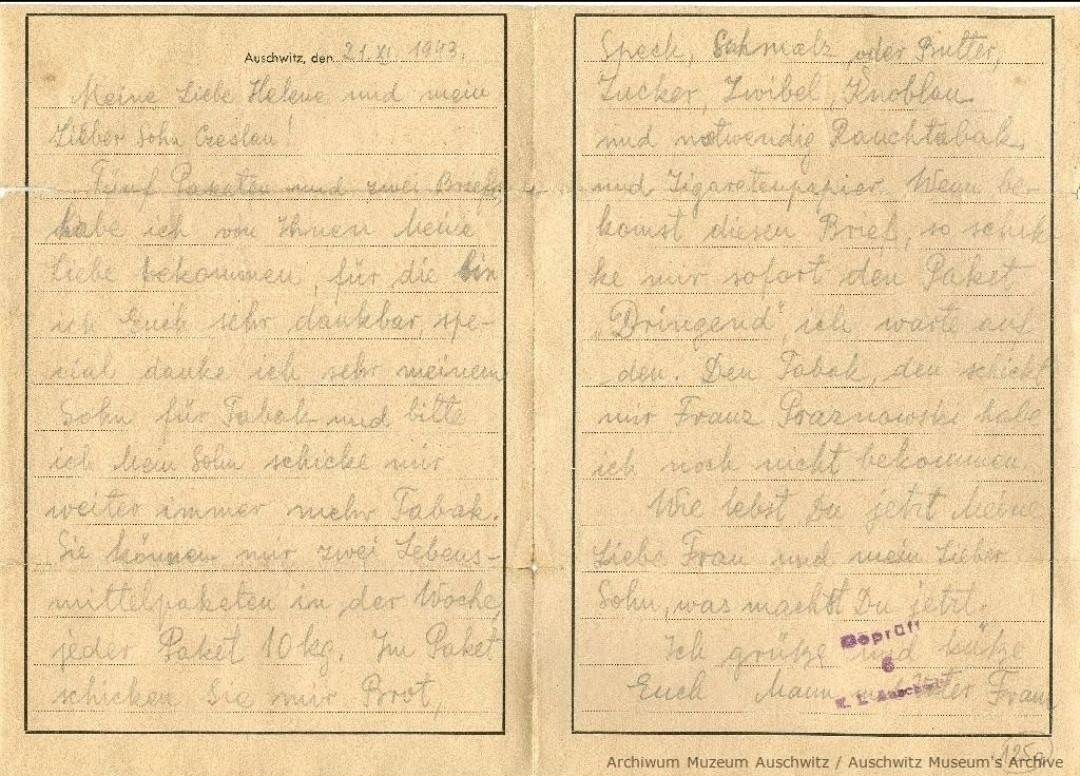 Auschwitz, den 21. XI. 1943.
Meine Liebe Helene und mein
Lieber Sohn Czeslau!
Fünf Paketen und zwei Briefe,
habe ich von Ihnen Meine
Liebe bekommen, für die bin
ich Euch sehr dankbar, spe-
cial danke ich sehr meinem
Sohn für Tabak und bitte
ich Mein Sohn schicke mir
weiter immer mehr Tabak.
Sie können mir zwei Lebens-
mittelpaketen in der Woche,
jeder Paket 10 kg. Im Paket
schicken Sie mir Brot,
Speck, Schmalz, oder Butter,
Zucker, Zwibel, Knoblau
und notwendig Rauchtabak
und Zigaretenpapier. Wenn be-
komst diesen Brief, so schik-
ke mir sofort den Paket
„Dringend" ich warte auf
den. Den Tabak, den schickt
mir Franz Praznowski habe
ich noch nicht bekommen.
Wie lebst Du jetzt Meine
Liebe Frau und mein Lieber
Sohn, was machst Du jetzt.
Ich grütze und kütze
Euch Mann und Vater Franz
Geprüft
6
K. L. Auschwitz
125a
Archiwum Muzeum Auschwitz / Auschwitz Museum's Archive